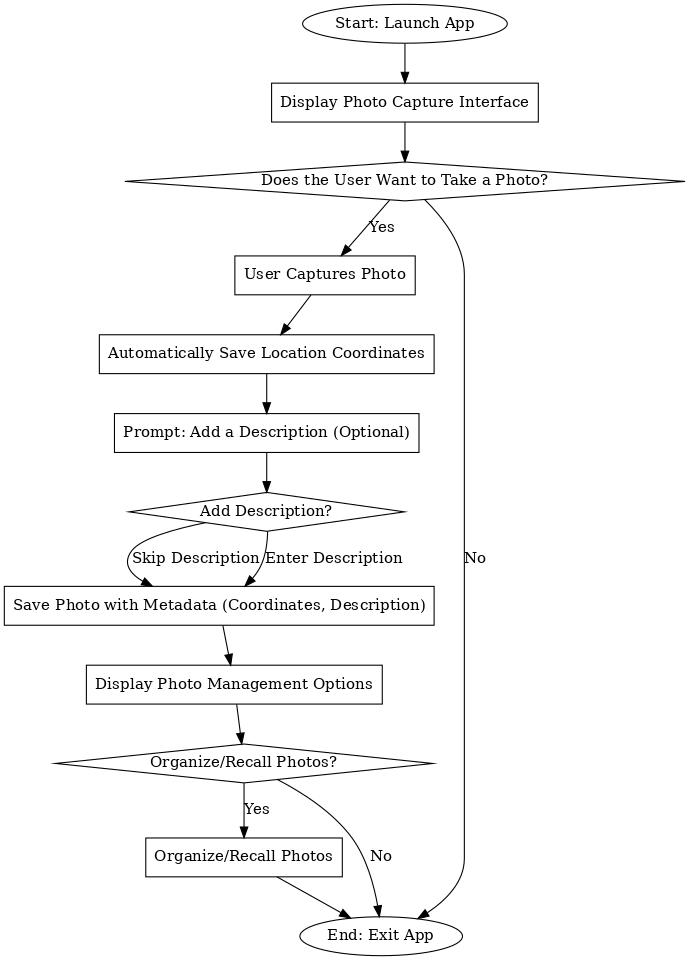 Start: Launch App
Display Photo Capture Interface
Does the User Want to Take a Photo?
Yes
User Captures Photo
Automatically Save Location Coordinates
Prompt: Add a Description (Optional)
Add Description?
Skip Description
Enter Description
No
Save Photo with Metadata (Coordinates, Description)
Display Photo Management Options
Organize/Recall Photos?
Yes
No
Organize/Recall Photos
End: Exit App